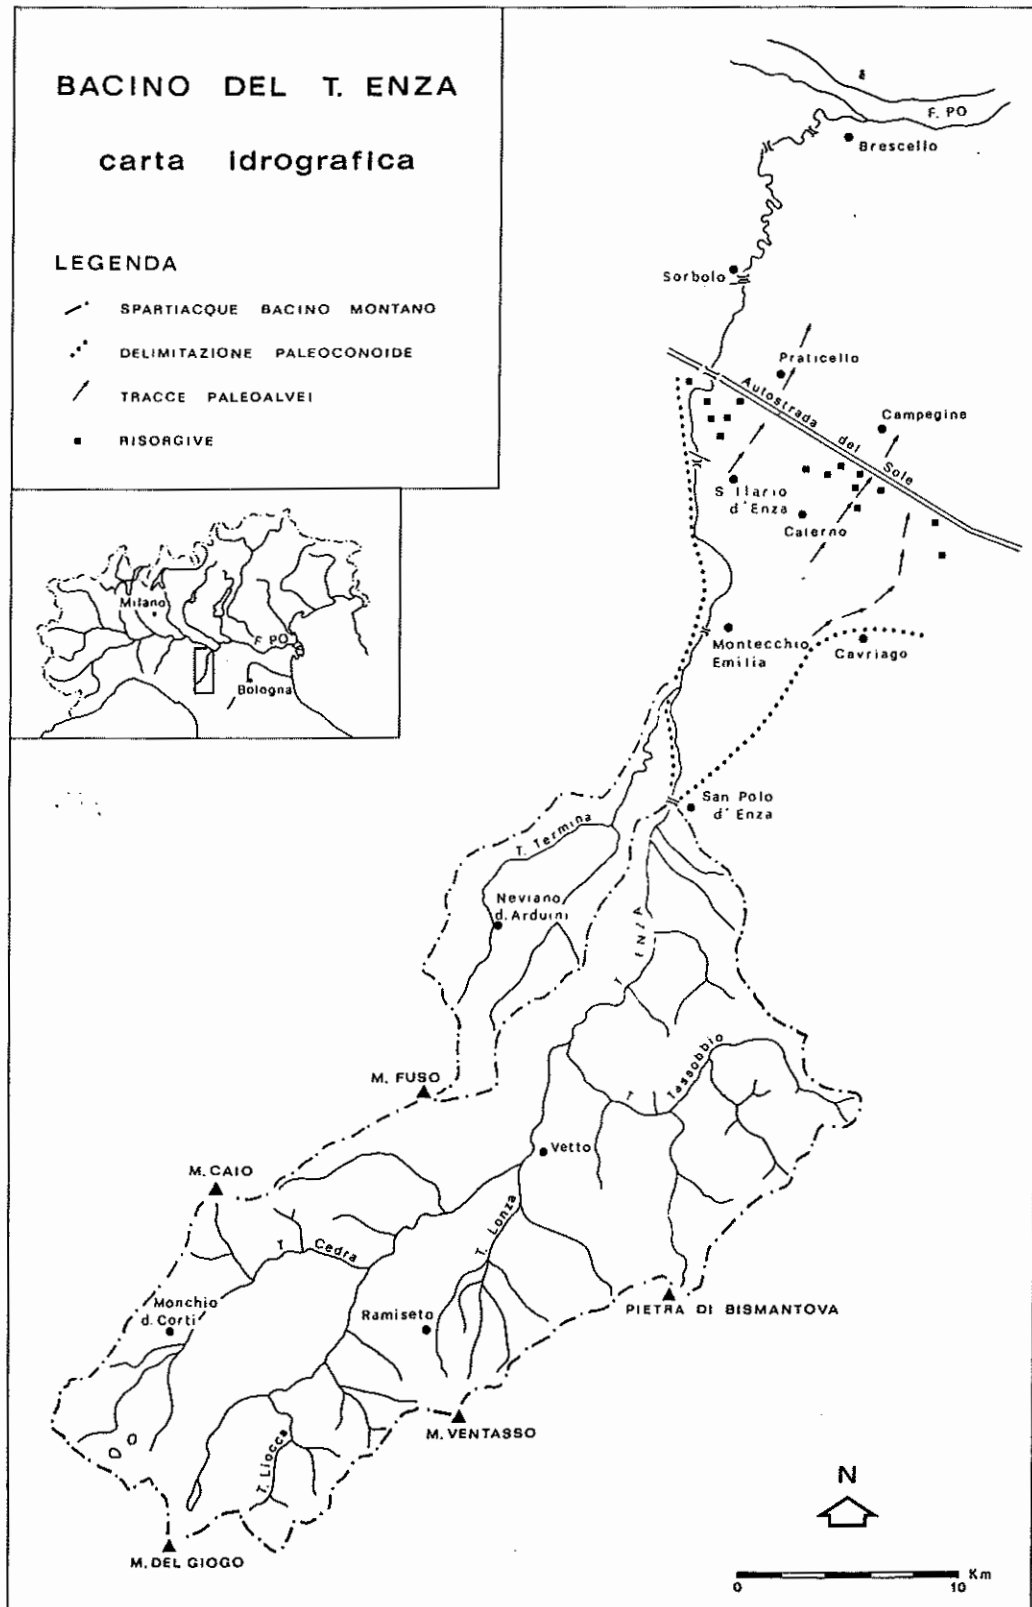 BACINO DEL T. ENZA
carta idrografica
LEGENDA
SPARTIACQUE BACINO MONTANO
DELIMITAZIONE PALEOCONOIDE
TRACCE PALEOALVEI
RISORGIVE
Milano
F. PO
Bologna
F. PO
Brescello
Sorbolo
Praticello
Autostrada del Sole
Campegine
S Ilario
d'Enza
Calerno
Montecchio
Emilia
Cavriago
San Polo
d'Enza
T. Termina
Neviano
d. Arduini
T ENZA
T Tassobbio
M. FUSO
Vetto
M. CAIO
T Cedra
T. Lonza
Monchio
d. Corti
Ramiseto
PIETRA DI BISMANTOVA
M. VENTASSO
T. Liocca
M. DEL GIOGO
N
Km
0 10